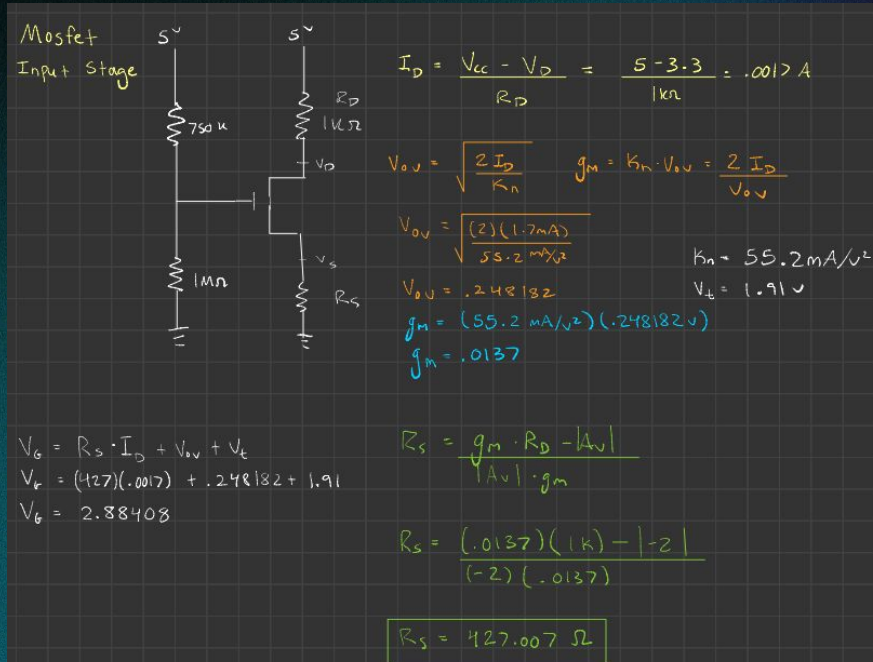 Mosfet
Input Stage
5v
5v
750 k
1MΩ
RD
1KΩ
VD
Vs
Rs
ID = (Vcc - VD) / RD = (5-3.3) / 1kΩ = .0017 A
Vov = √(2 ID / Kn)
gm = Kn · Vov = 2 ID / Vov
Vov = √((2)(1.7mA) / 55.2 mA/v²)
Vov = .248182
gm = (55.2 mA/v²)(.248182v)
gm = .0137
Kn = 55.2mA/v²
Vt = 1.91 v
VG = Rs · ID + Vov + Vt
VG = (427)(.0017) + .248182 + 1.91
VG = 2.88408
Rs = (gm · RD - |Av|) / (|Av| · gm)
Rs = ((.0137)(1K) - |-2|) / ((-2)(.0137))
Rs = 427.007 Ω